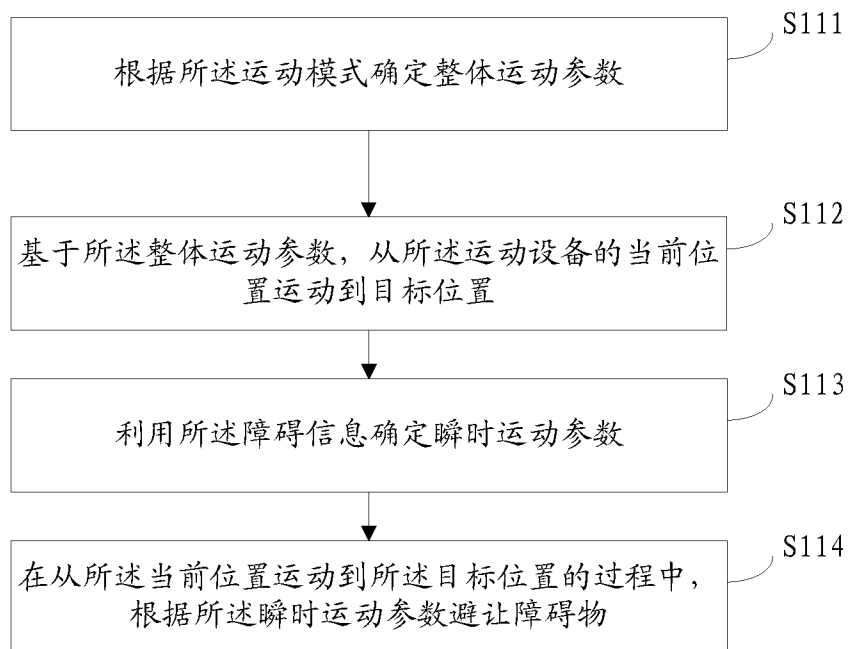 S111
根据所述运动模式确定整体运动参数
S112
基于所述整体运动参数，从所述运动设备的当前位
置运动到目标位置
S113
利用所述障碍信息确定瞬时运动参数
S114
在从所述当前位置运动到所述目标位置的过程中，
根据所述瞬时运动参数避让障碍物